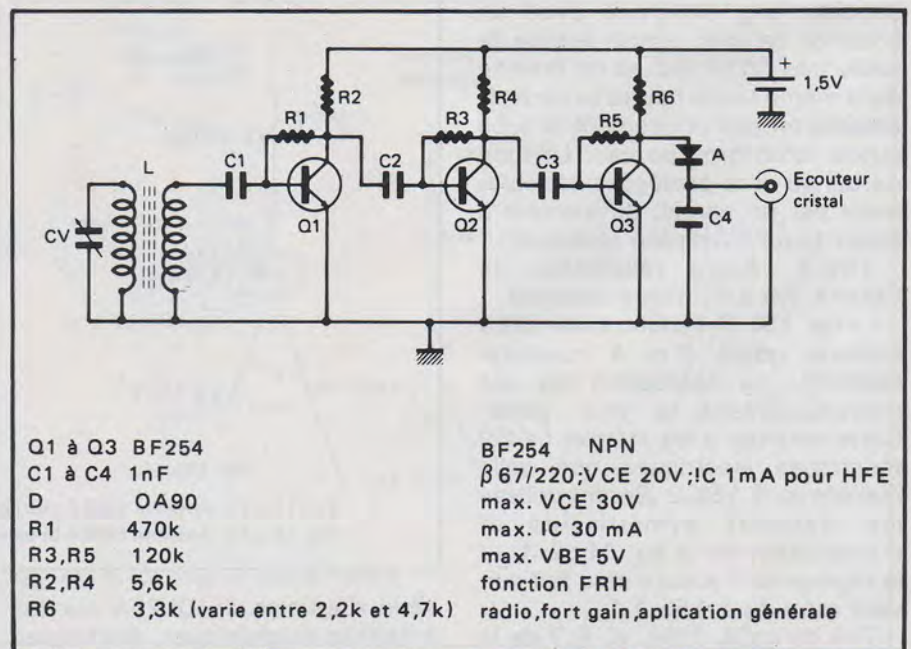 R2
R4
R6
+
1,5V
R1
R3
R5
A
L
C1
C2
C3
Ecouteur
cristal
CV
C4
Q1
Q2
Q3
Q1 à Q3 BF254
C1 à C4 1nF
D OA90
R1 470k
R3,R5 120k
R2,R4 5,6k
R6 3,3k (varie entre 2,2k et 4,7k)
BF254 NPN
β 67/220;VCE 20V;!C 1mA pour HFE
max. VCE 30V
max. IC 30 mA
max. VBE 5V
fonction FRH
radio,fort gain,aplication générale